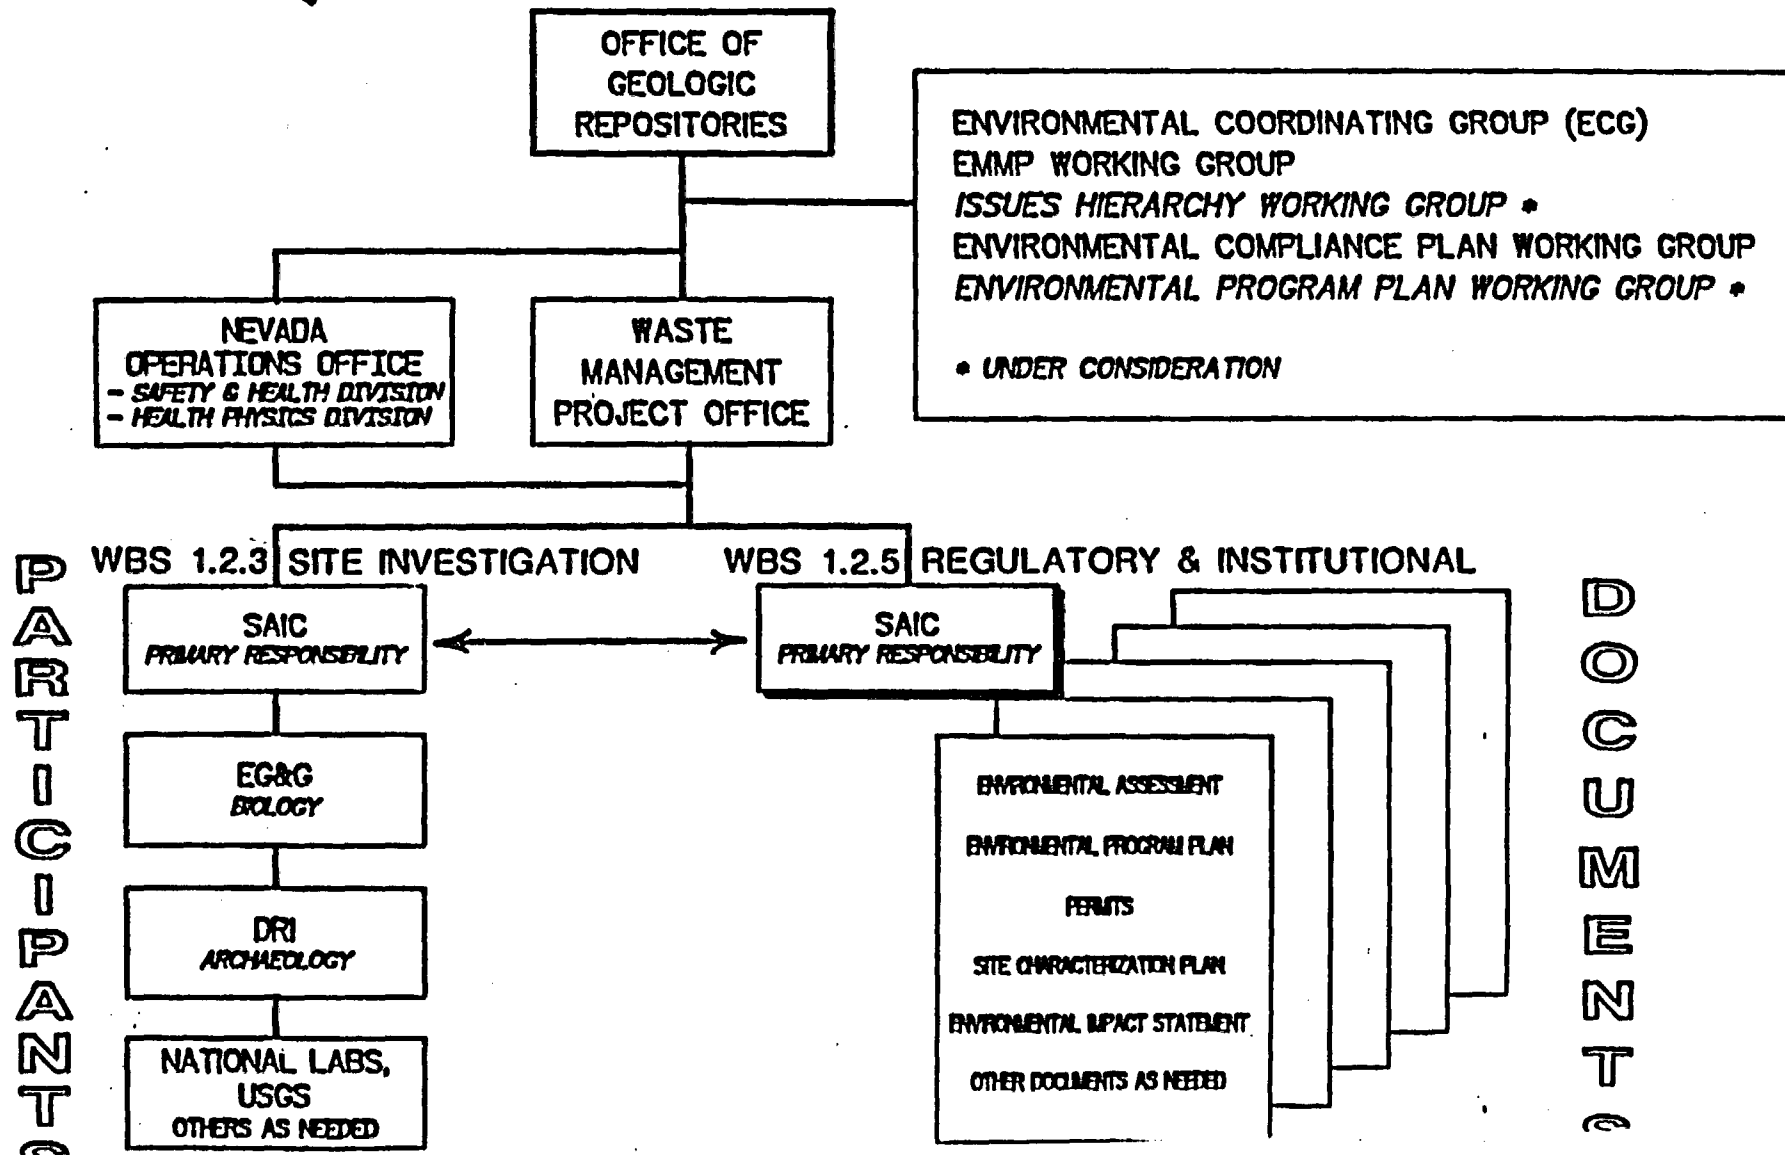 OFFICE OF
GEOLOGIC
REPOSITORIES
ENVIRONMENTAL COORDINATING GROUP (ECG)
EMMP WORKING GROUP
ISSUES HIERARCHY WORKING GROUP *
ENVIRONMENTAL COMPLIANCE PLAN WORKING GROUP
ENVIRONMENTAL PROGRAM PLAN WORKING GROUP *
* UNDER CONSIDERATION
NEVADA
OPERATIONS OFFICE
- SAFETY & HEALTH DIVISION
- HEALTH PHYSICS DIVISION
WASTE
MANAGEMENT
PROJECT OFFICE
PARTICIPANTS
WBS 1.2.3 SITE INVESTIGATION
SAIC
PRIMARY RESPONSIBILITY
EG&G
BIOLOGY
DRI
ARCHAEOLOGY
NATIONAL LABS,
USGS
OTHERS AS NEEDED
WBS 1.2.5 REGULATORY & INSTITUTIONAL
SAIC
PRIMARY RESPONSIBILITY
ENVIRONMENTAL ASSESSMENT
ENVIRONMENTAL PROGRAM PLAN
PERMITS
SITE CHARACTERIZATION PLAN
ENVIRONMENTAL IMPACT STATEMENT
OTHER DOCUMENTS AS NEEDED
DOCUMENTS